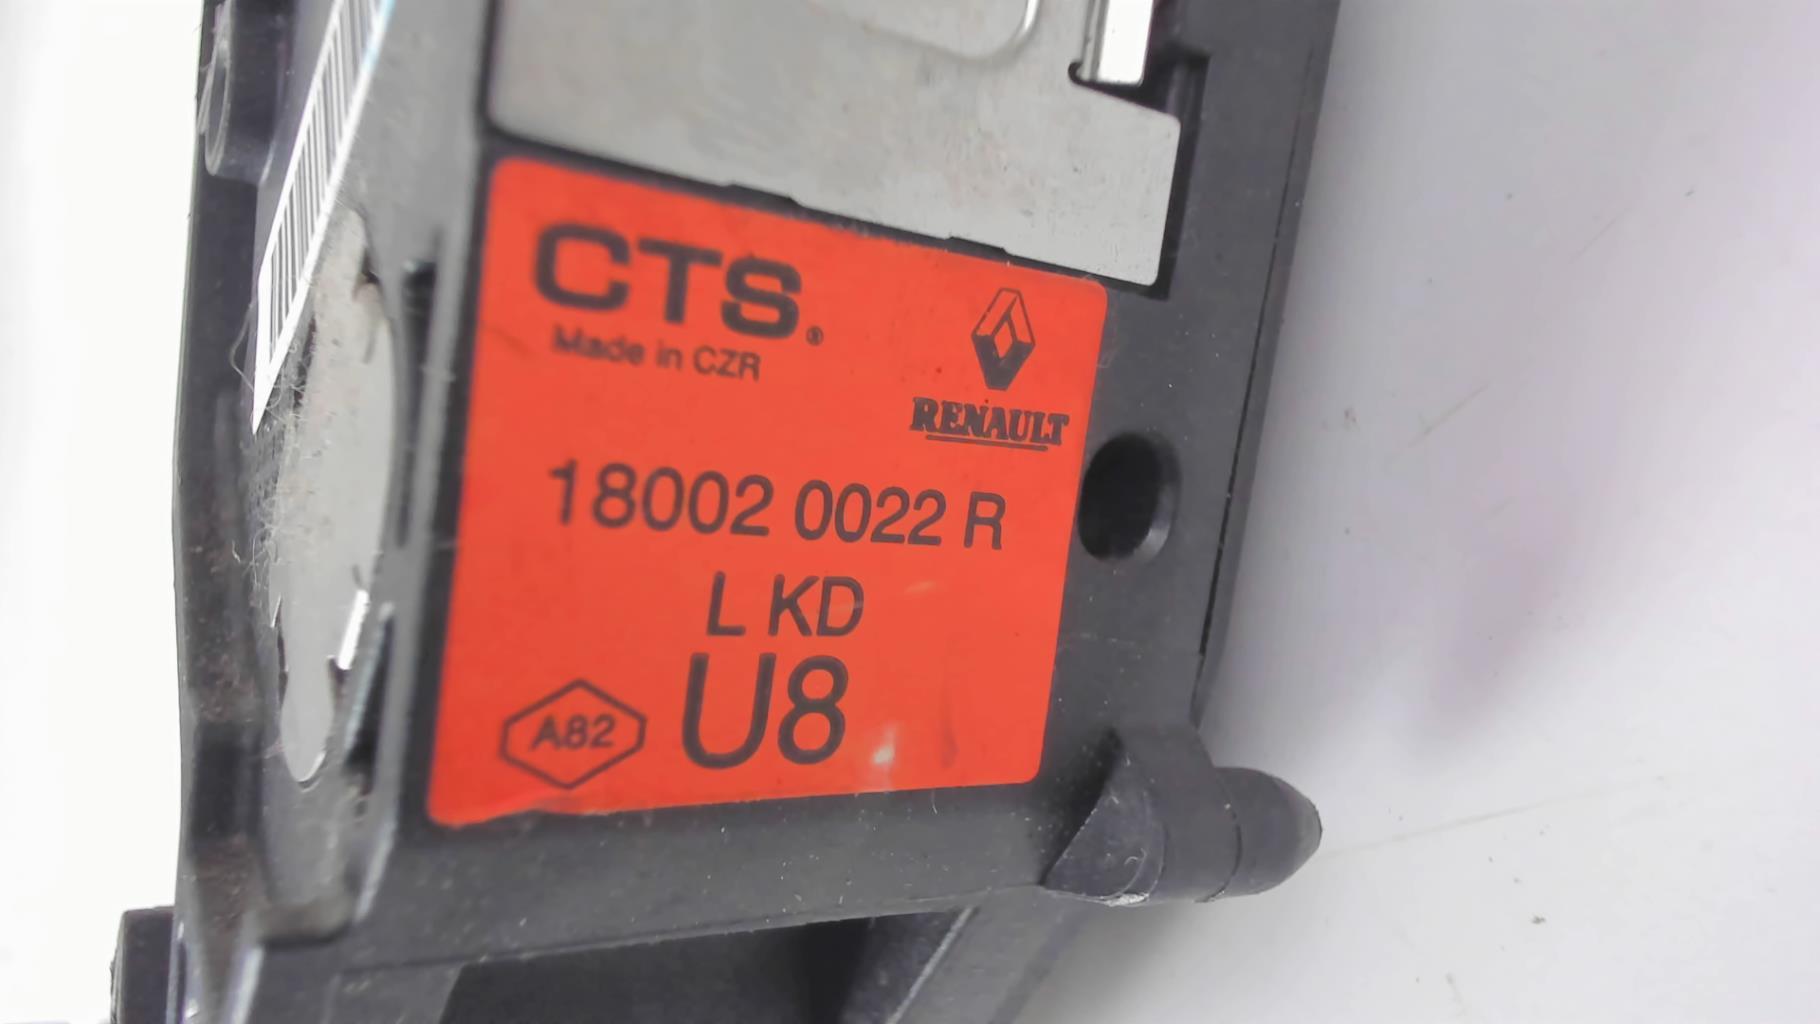 CTS.®
Made in CZR
RENAULT
18002 0022 R
L KD
U8
A82